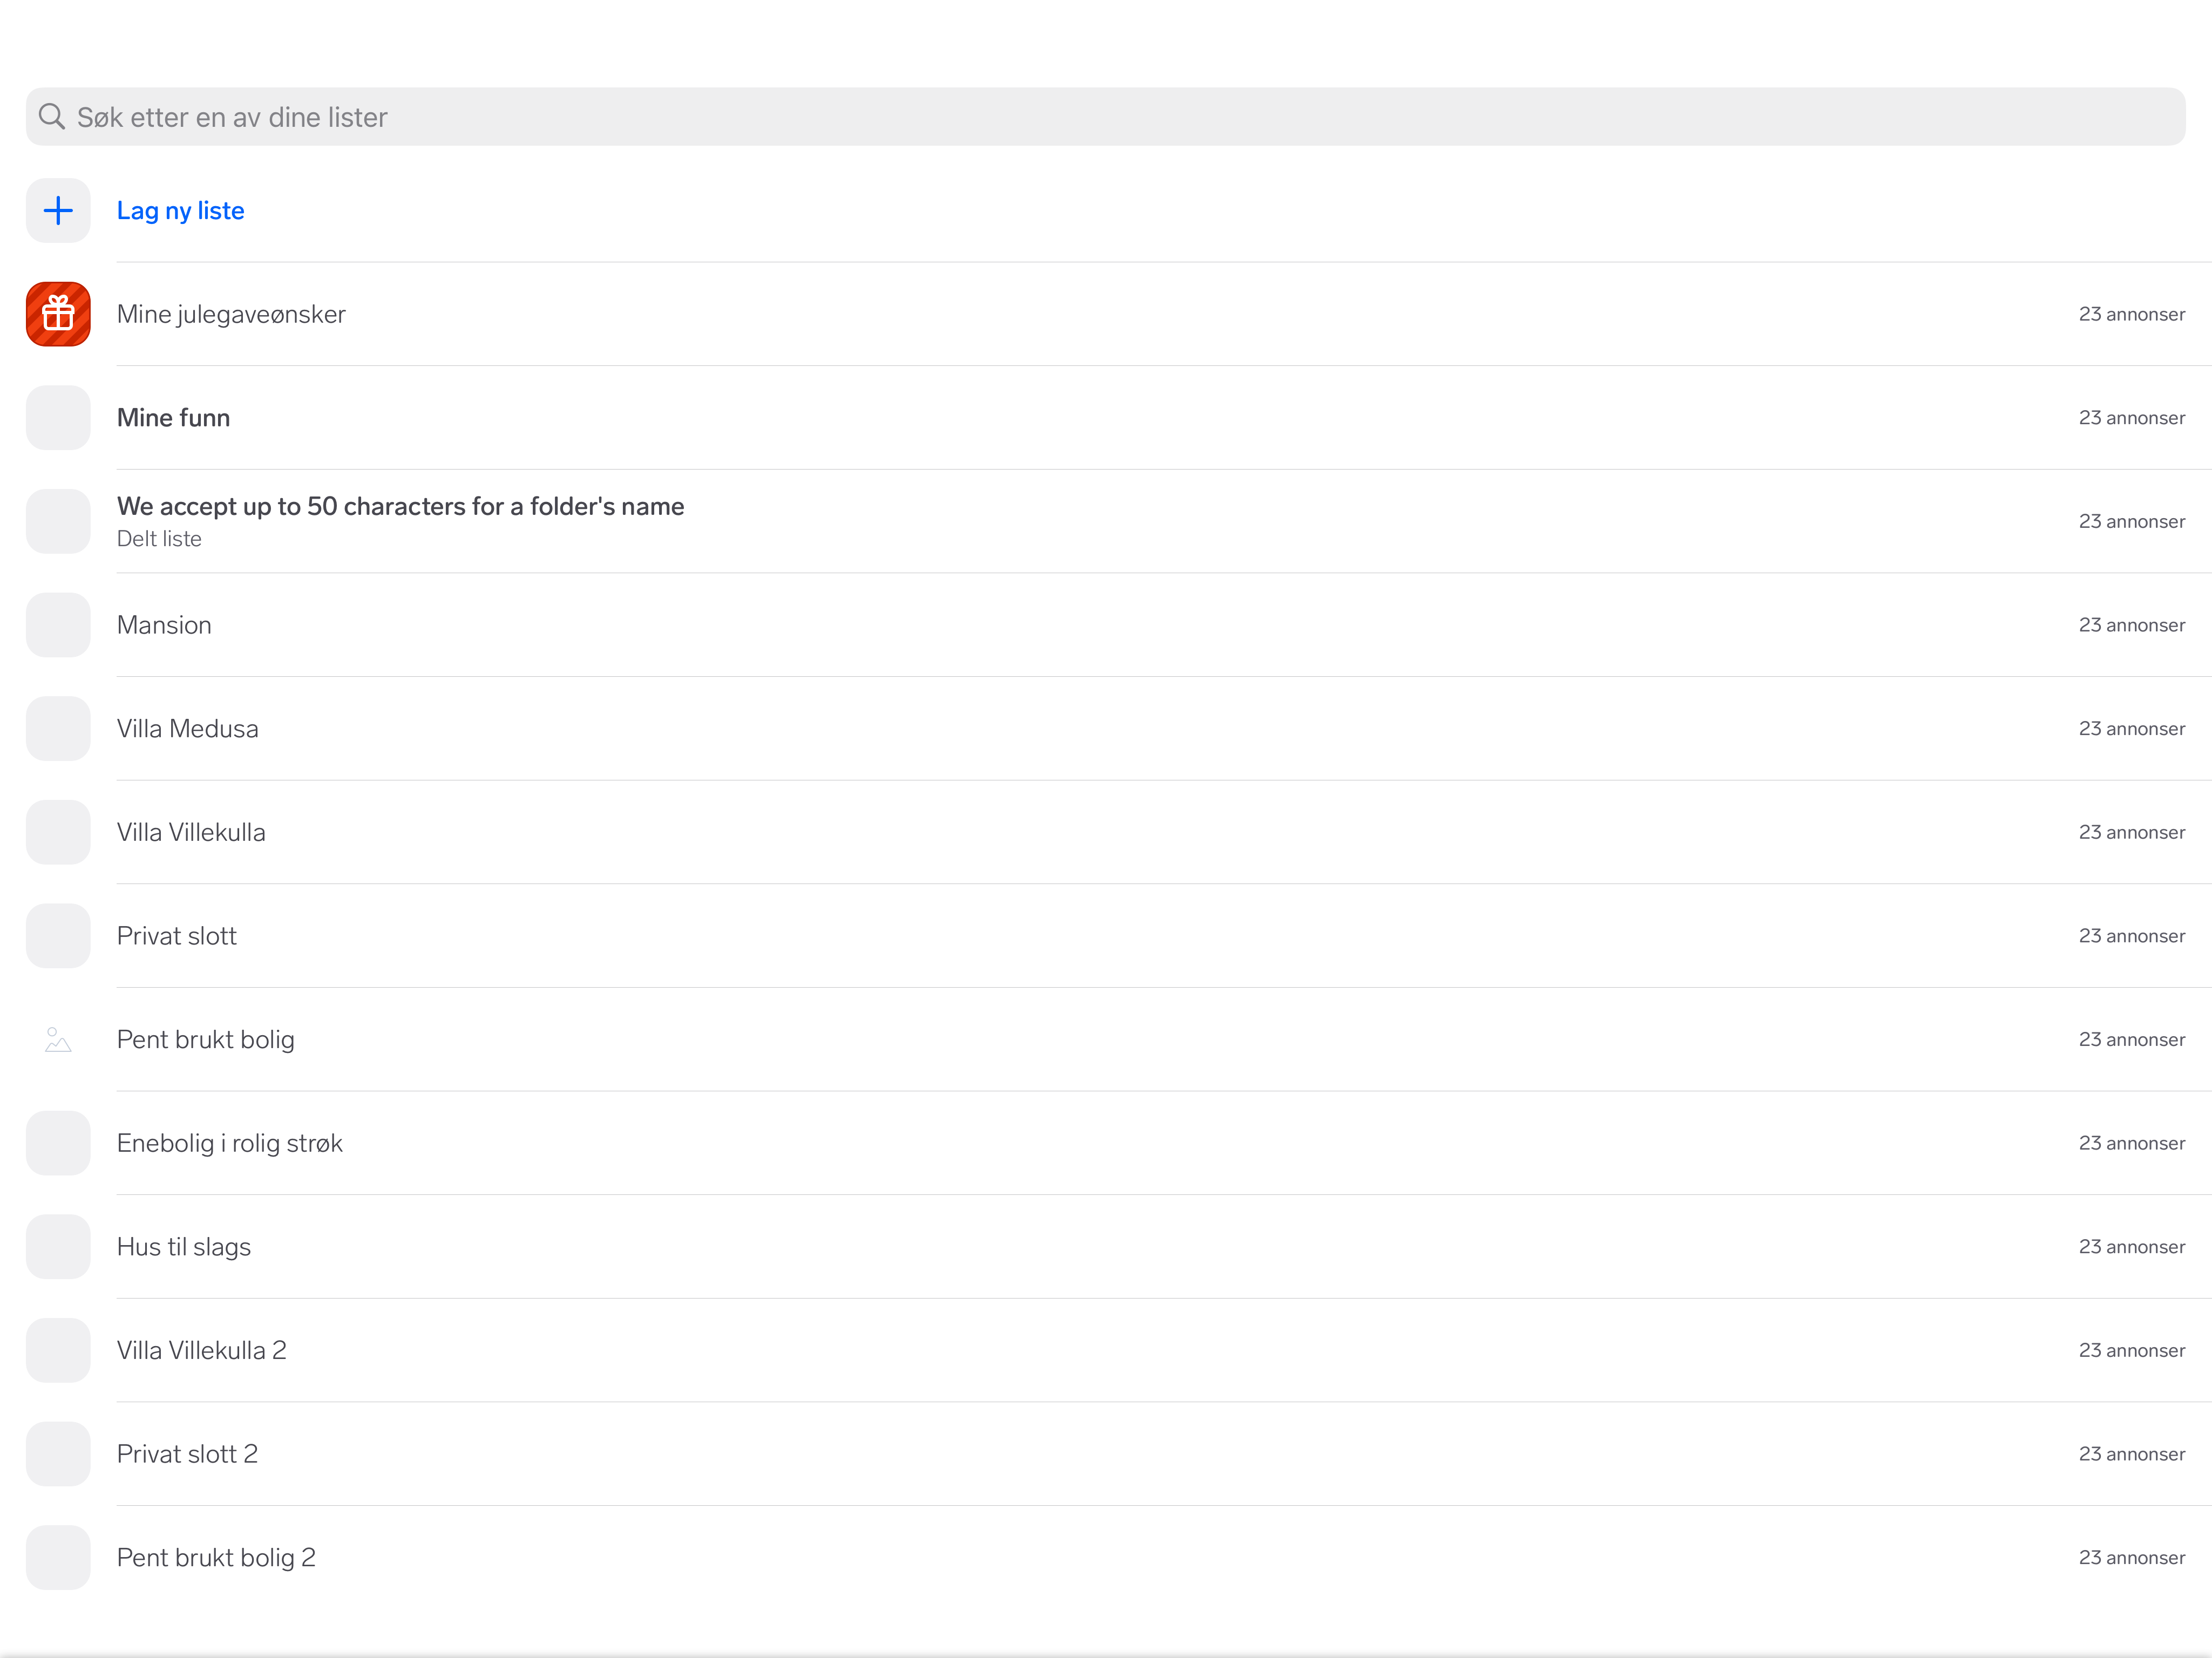 Søk etter en av dine lister
Lag ny liste
Mine julegaveønsker
23 annonser
Mine funn
23 annonser
We accept up to 50 characters for a folder's name
Delt liste
23 annonser
Mansion
23 annonser
Villa Medusa
23 annonser
Villa Villekulla
23 annonser
Privat slott
23 annonser
Pent brukt bolig
23 annonser
Enebolig i rolig strøk
23 annonser
Hus til slags
23 annonser
Villa Villekulla 2
23 annonser
Privat slott 2
23 annonser
Pent brukt bolig 2
23 annonser